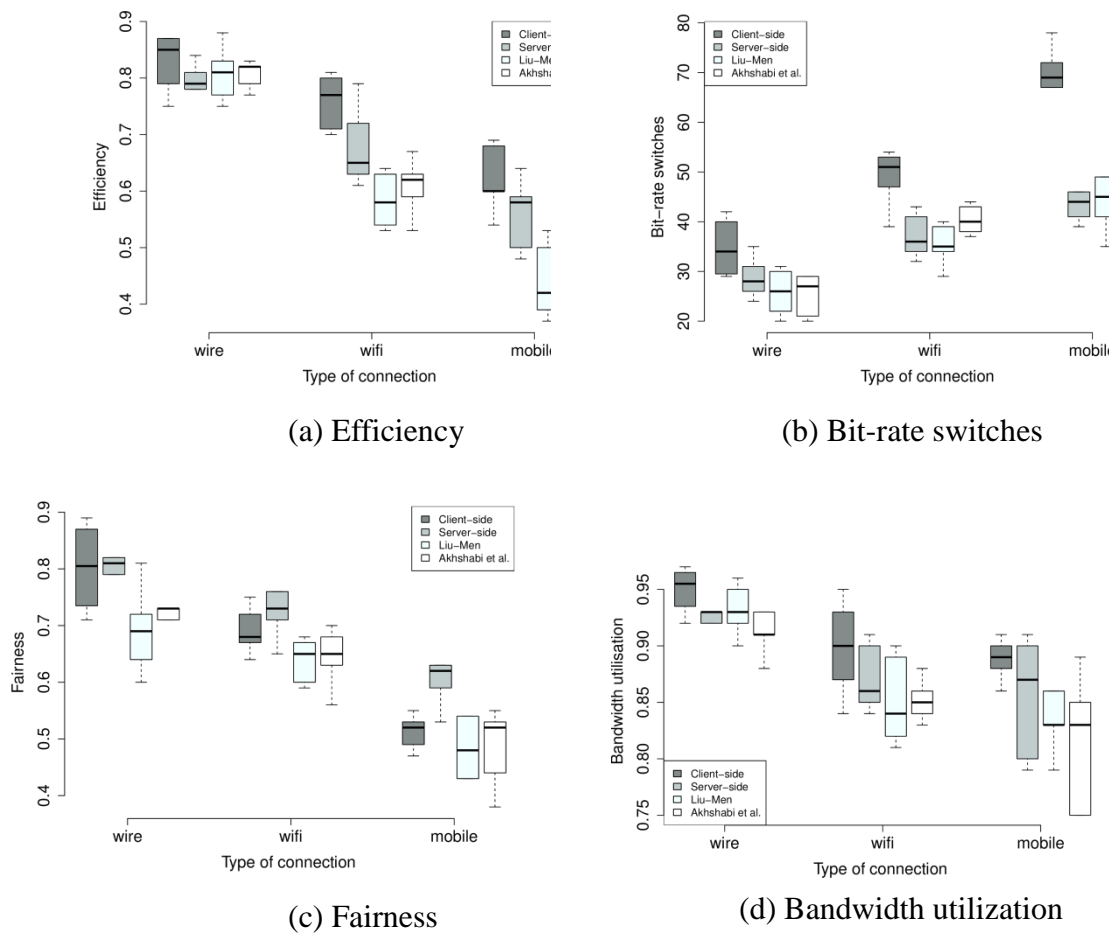 0.9
0.8
0.7
0.6
0.5
0.4
Efficiency
Client-
Server-
Liu-Me
Akhshabi
wire
wifi
mobile
Type of connection
(a) Efficiency
80
70
60
50
40
30
20
Bit-rate switches
Client-side
Server-side
Liu-Men
Akhshabi et al.
wire
wifi
mobile
Type of connection
(b) Bit-rate switches
0.9
0.8
0.7
0.6
0.5
0.4
Fairness
Client-side
Server-side
Liu-Men
Akhshabi et al.
wire
wifi
mobile
Type of connection
(c) Fairness
0.95
0.90
0.85
0.80
0.75
Bandwidth utilisation
Client-side
Server-side
Liu-Men
Akhshabi et al.
wire
wifi
mobile
Type of connection
(d) Bandwidth utilization